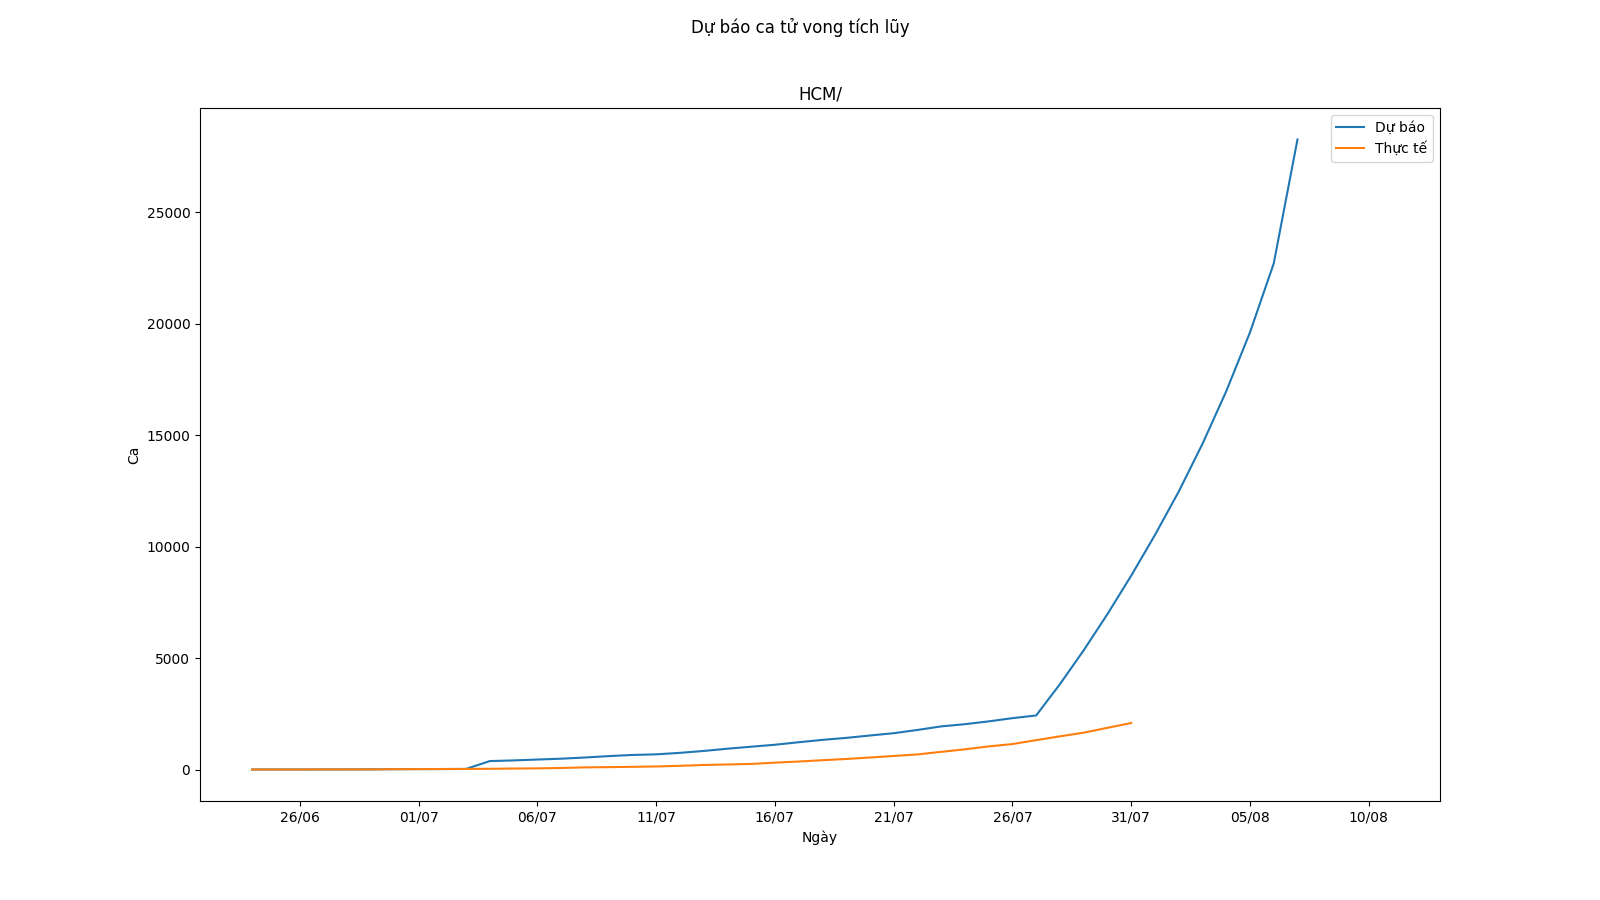 Dự báo ca tử vong tích lũy
HCM/
Dự báo
Thực tế
25000
20000
15000
10000
5000
0
Ca
26/06 01/07 06/07 11/07 16/07 21/07 26/07 31/07 05/08 10/08
Ngày